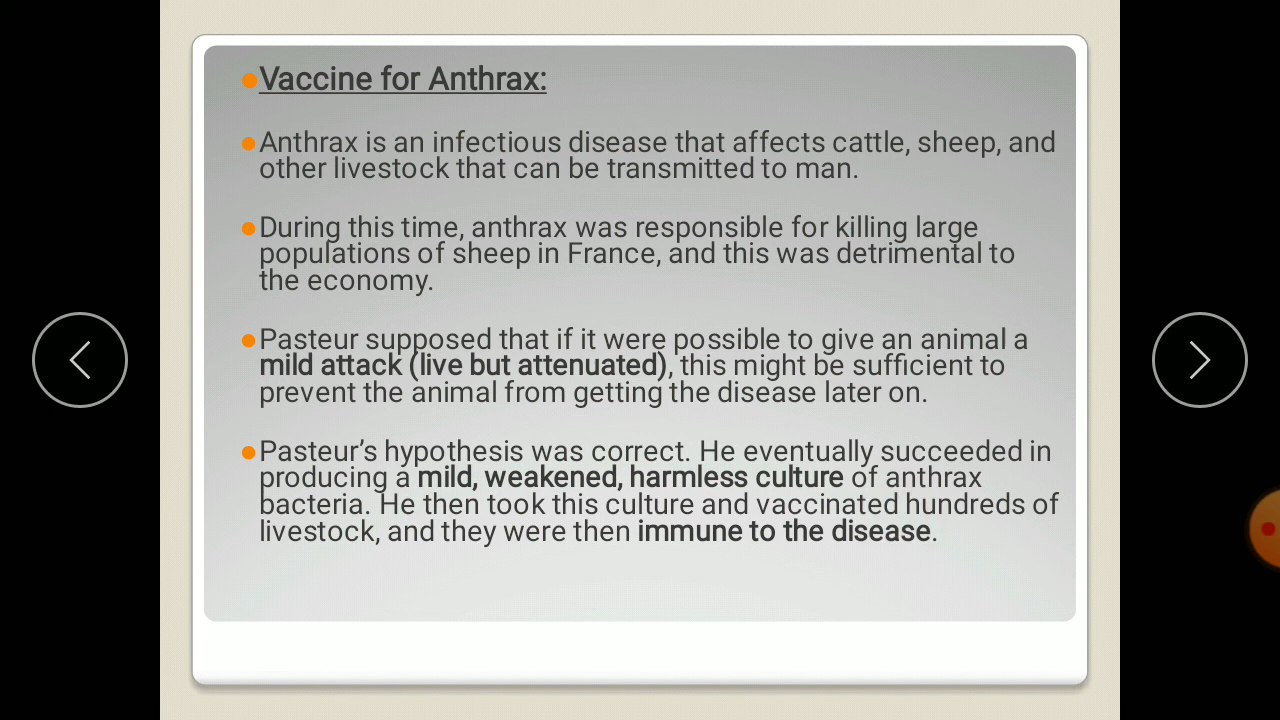 Vaccine for Anthrax:
Anthrax is an infectious disease that affects cattle, sheep, and
other livestock that can be transmitted to man.
During this time, anthrax was responsible for killing large
populations of sheep in France, and this was detrimental to
the economy.
Pasteur supposed that if it were possible to give an animal a
mild attack (live but attenuated), this might be sufficient to
prevent the animal from getting the disease later on.
Pasteur’s hypothesis was correct. He eventually succeeded in
producing a mild, weakened, harmless culture of anthrax
bacteria. He then took this culture and vaccinated hundreds of
livestock, and they were then immune to the disease.